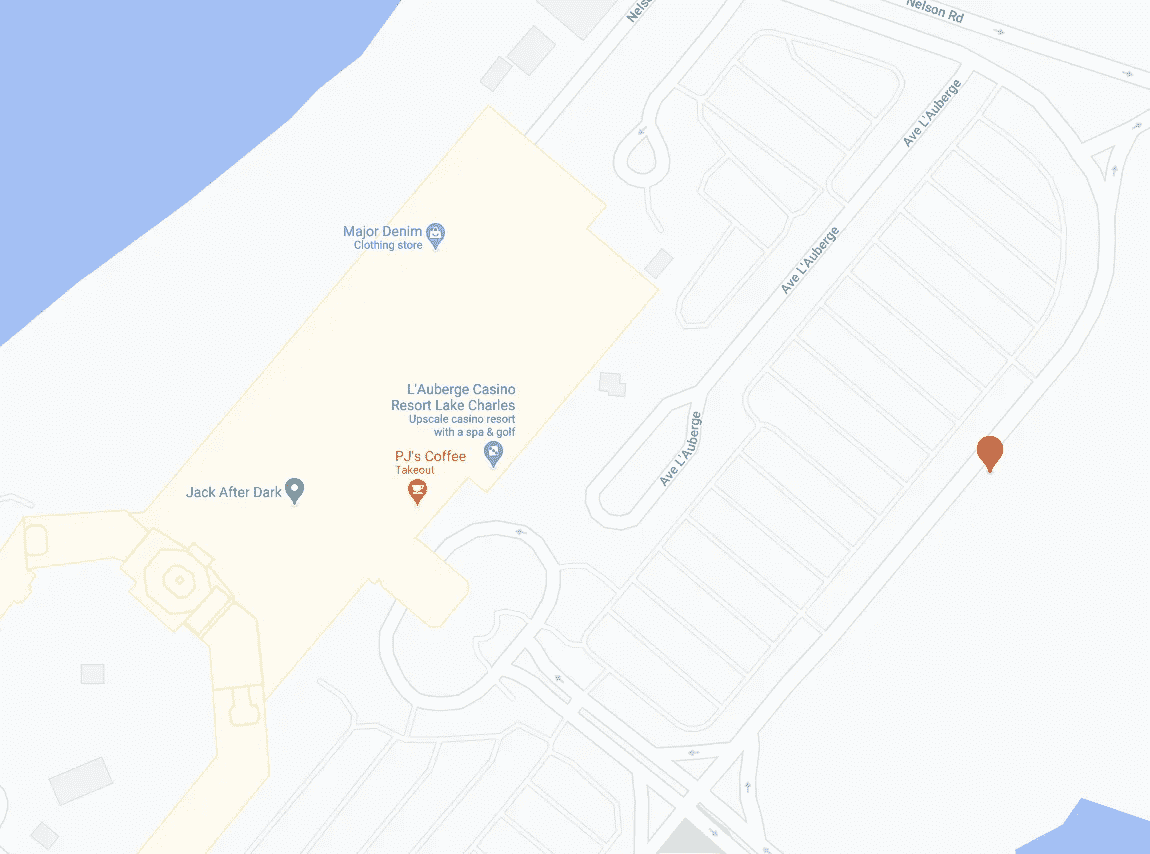 Nelson Rd
Ave L'Auberge
Major Denim
Clothing store
Ave L'Auberge
L'Auberge Casino
Resort Lake Charles
Upscale casino resort
with a spa & golf
Ave L'Auberge
PJ's Coffee
Takeout
Jack After Dark